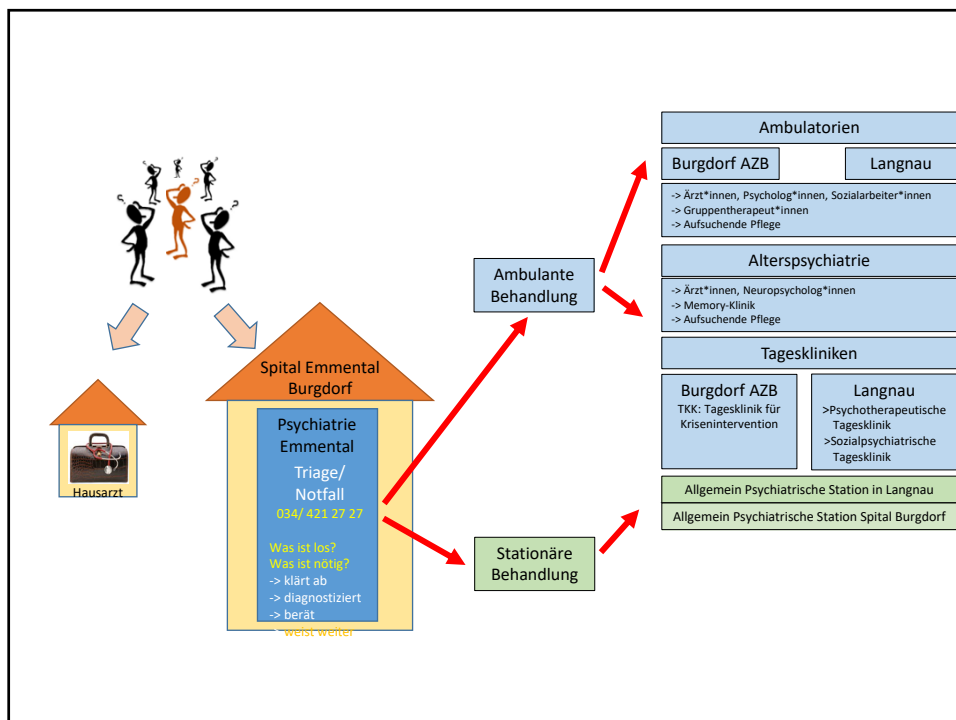 Hausarzt
Spital Emmental
Burgdorf
Psychiatrie
Emmental
Triage/
Notfall
034/ 421 27 27
Was ist los?
Was ist nötig?
-> klärt ab
-> diagnostiziert
-> berät
-> weist weiter
Ambulante
Behandlung
Stationäre
Behandlung
Ambulatorien
Burgdorf AZB
Langnau
-> Ärzt*innen, Psycholog*innen, Sozialarbeiter*innen
-> Gruppentherapeut*innen
-> Aufsuchende Pflege
Alterspsychiatrie
-> Ärzt*innen, Neuropsycholog*innen
-> Memory-Klinik
-> Aufsuchende Pflege
Tageskliniken
Burgdorf AZB
TKK: Tagesklinik für
Krisenintervention
Langnau
>Psychotherapeutische
Tagesklinik
>Sozialpsychiatrische
Tagesklinik
Allgemein Psychiatrische Station in Langnau
Allgemein Psychiatrische Station Spital Burgdorf